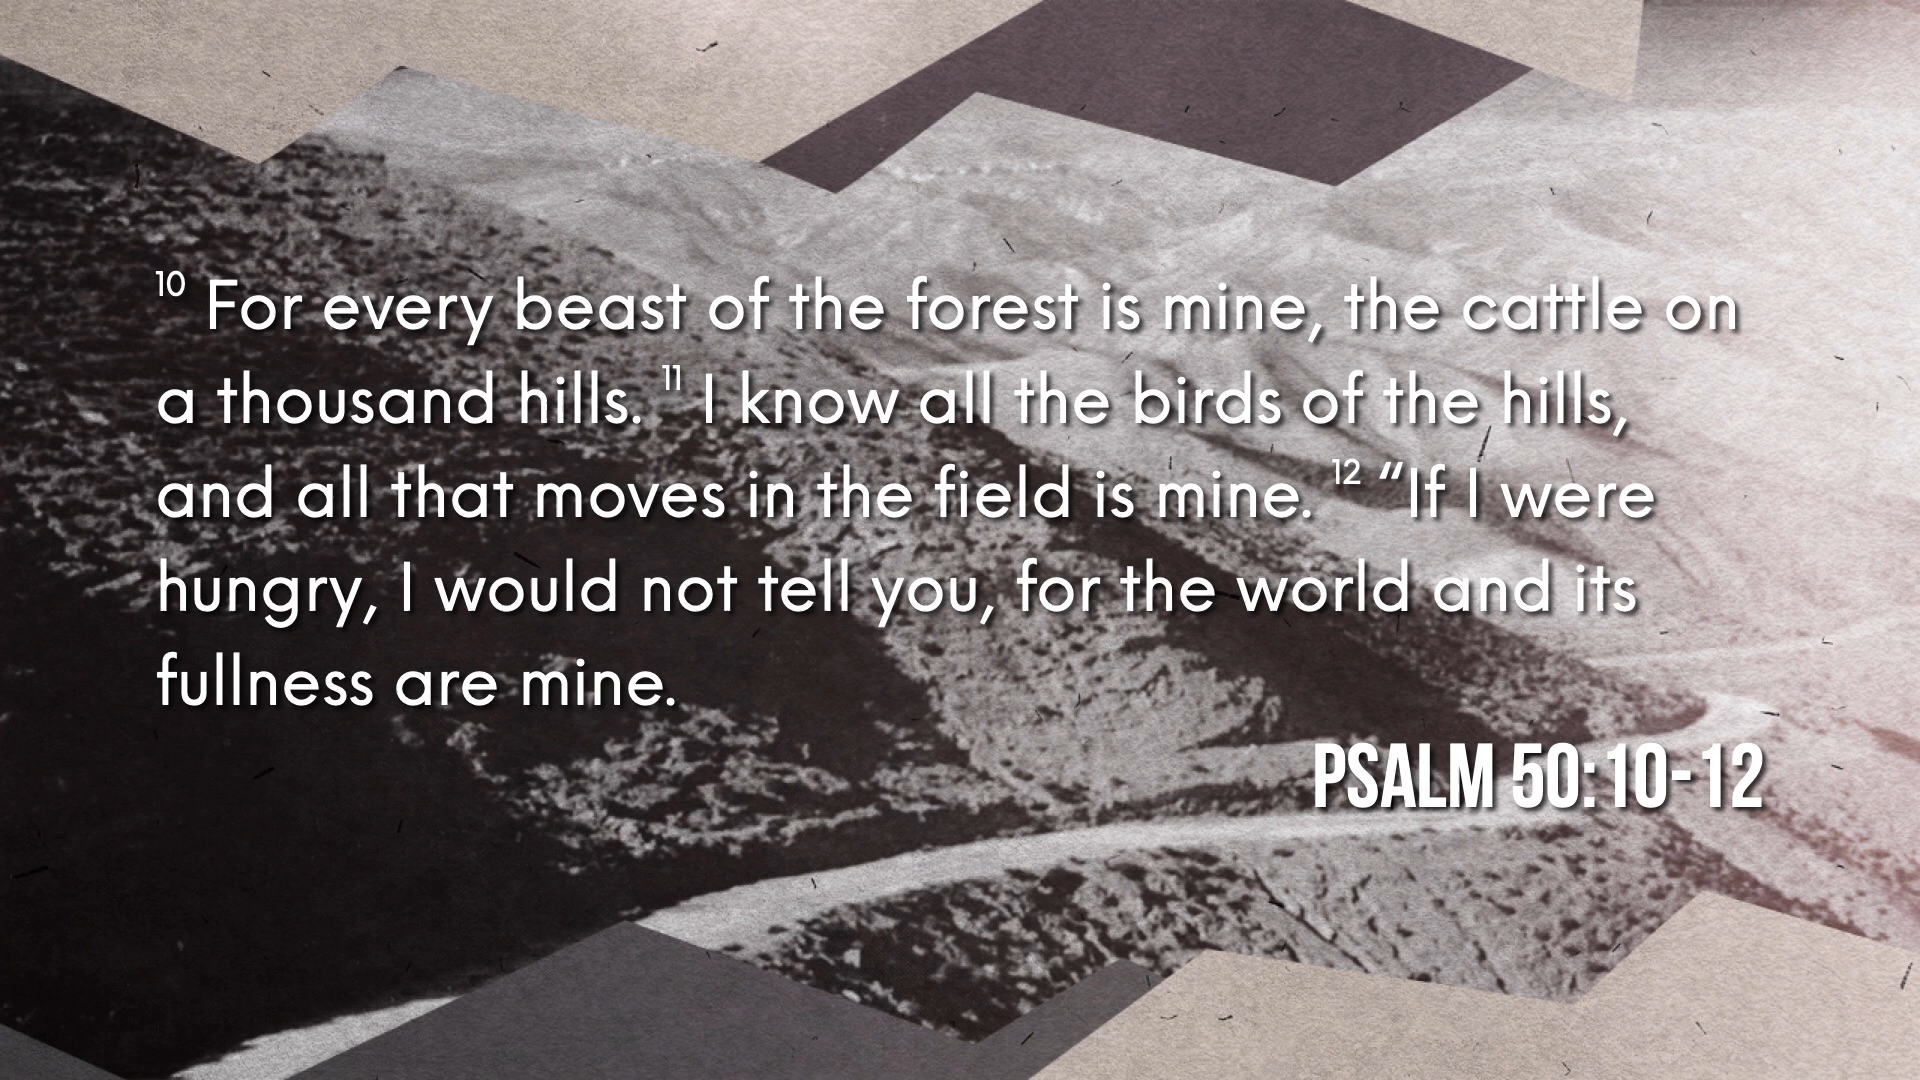 10 For every beast of the forest is mine, the cattle on
a thousand hills. 11 I know all the birds of the hills,
and all that moves in the field is mine. 12 “If I were
hungry, I would not tell you, for the world and its
fullness are mine.
PSALM 50:10-12